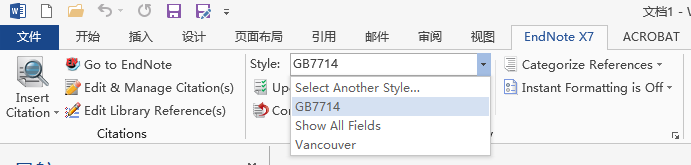 文档1 - W
文件 开始 插入 设计 页面布局 引用 邮件 审阅 视图 EndNote X7 ACROBAT
Go to EndNote Style: GB7714 Categorize References
Edit & Manage Citation(s) Select Another Style... Instant Formatting is Off
Insert Citation Edit Library Reference(s) GB7714
Show All Fields
Citations Vancouver